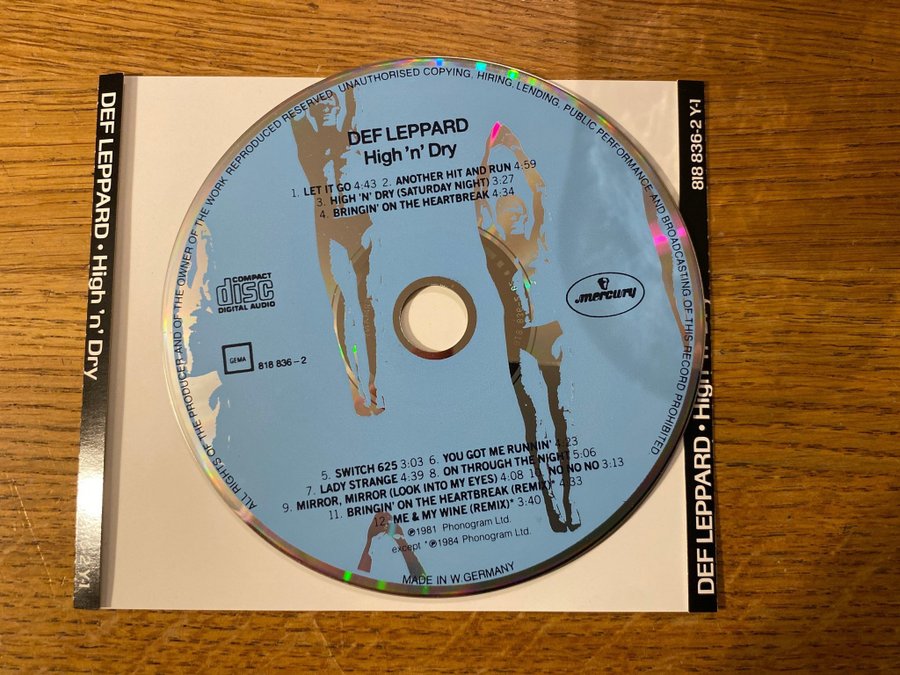 DEF LEPPARD • High 'n' Dry
818 836-2 Y-1
DEF LEPPARD • High
ALL RIGHTS OF THE PRODUCER AND OF THE OWNER OF THE WORK REPRODUCED RESERVED. UNAUTHORISED COPYING, HIRING, LENDING, PUBLIC PERFORMANCE AND BROADCASTING OF THIS RECORD PROHIBITED
DEF LEPPARD
High 'n' Dry
1. LET IT GO 4:43 2. ANOTHER HIT AND RUN 4:59
3. HIGH 'N' DRY (SATURDAY NIGHT) 3:27
4. BRINGIN' ON THE HEARTBREAK 4:34
COMPACT
disc
DIGITAL AUDIO
mercury
GEMA
818 836-2
5. SWITCH 625 3:03 6. YOU GOT ME RUNNIN' 4:23
7. LADY STRANGE 4:39 8. ON THROUGH THE NIGHT 5:06
9. MIRROR, MIRROR (LOOK INTO MY EYES) 4:08 10. NO NO NO 3:13
11. BRINGIN' ON THE HEARTBREAK (REMIX)* 4:33
12. ME & MY WINE (REMIX)* 3:40
℗1981 Phonogram Ltd.
except *℗1984 Phonogram Ltd.
MADE IN W.GERMANY